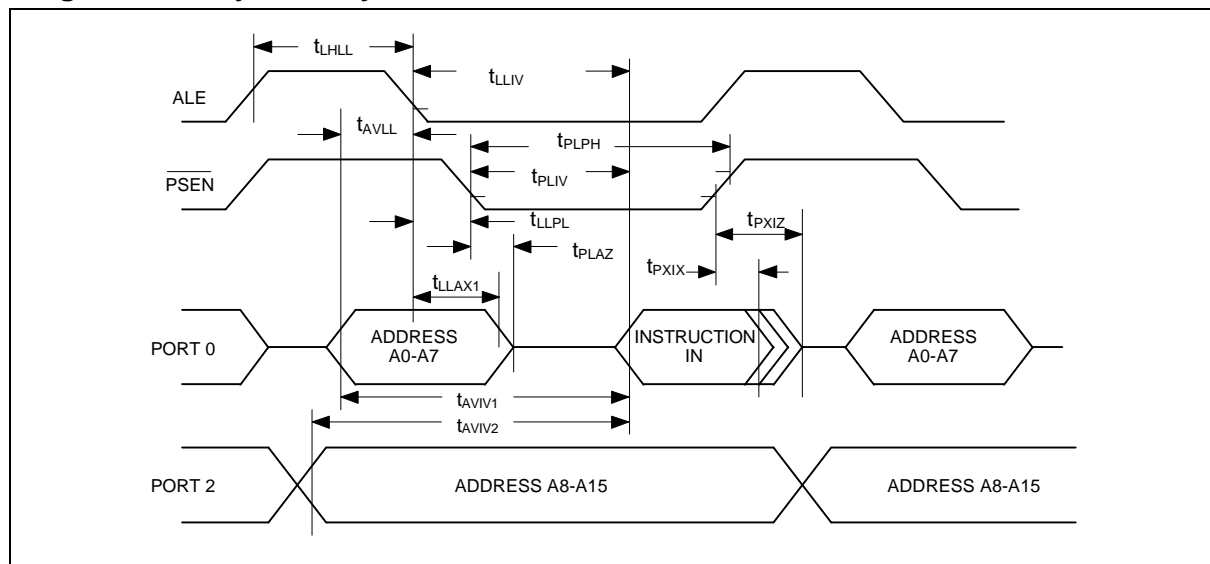 tLHLL
tLLIV
ALE
tAVLL
tPLPH
PSEN
tPLIV
tLLPL
tPXIZ
tPLAZ
tPXIX
tLLAX1
PORT 0
ADDRESS
A0-A7
INSTRUCTION
IN
ADDRESS
A0-A7
tAVIV1
tAVIV2
PORT 2
ADDRESS A8-A15
ADDRESS A8-A15